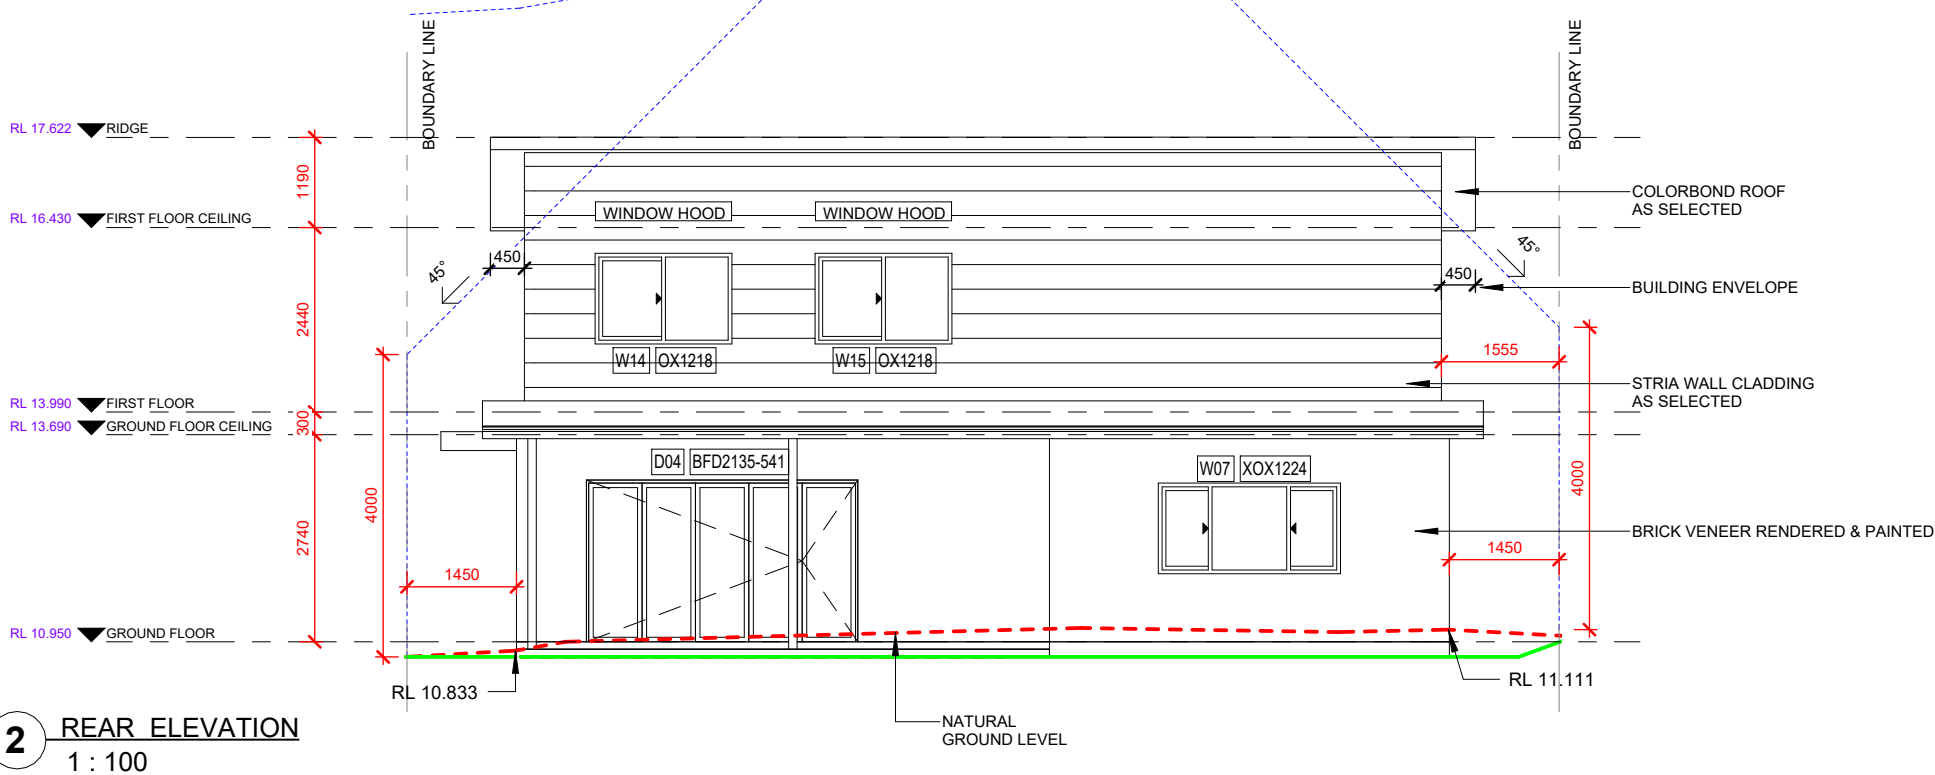 BOUNDARY LINE
BOUNDARY LINE
RL 17.622 RIDGE
1190
COLORBOND ROOF
AS SELECTED
RL 16.430 FIRST FLOOR CEILING
WINDOW HOOD WINDOW HOOD
45°
450
45°
450
BUILDING ENVELOPE
2440
W14 OX1218
W15 OX1218
1555
STRIA WALL CLADDING
AS SELECTED
RL 13.990 FIRST FLOOR
300
RL 13.690 GROUND FLOOR CEILING
D04 BFD2135-541
W07 XOX1224
4000
4000
2740
BRICK VENEER RENDERED & PAINTED
1450
1450
RL 10.950 GROUND FLOOR
RL 10.833
RL 11.111
NATURAL
GROUND LEVEL
2 REAR ELEVATION
1 : 100